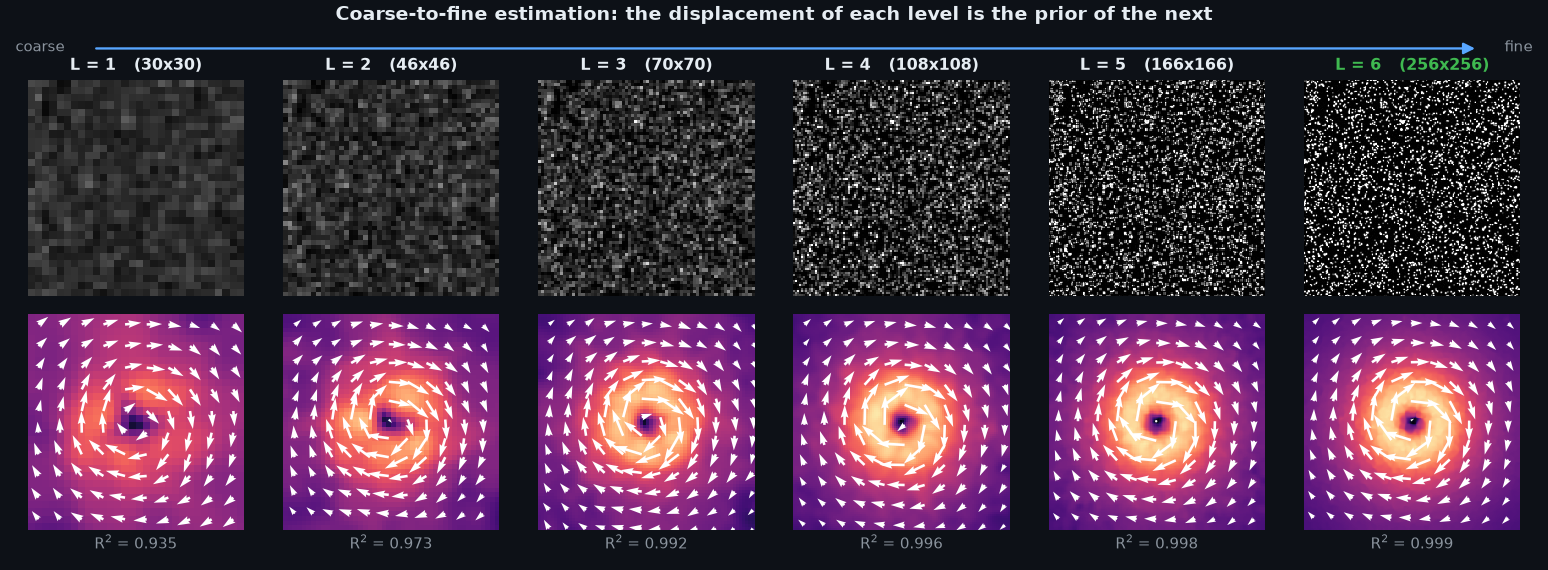 Coarse-to-fine estimation: the displacement of each level is the prior of the next
coarse fine
L = 1 (30x30) L = 2 (46x46) L = 3 (70x70) L = 4 (108x108) L = 5 (166x166) L = 6 (256x256)
R² = 0.935 R² = 0.973 R² = 0.992 R² = 0.996 R² = 0.998 R² = 0.999